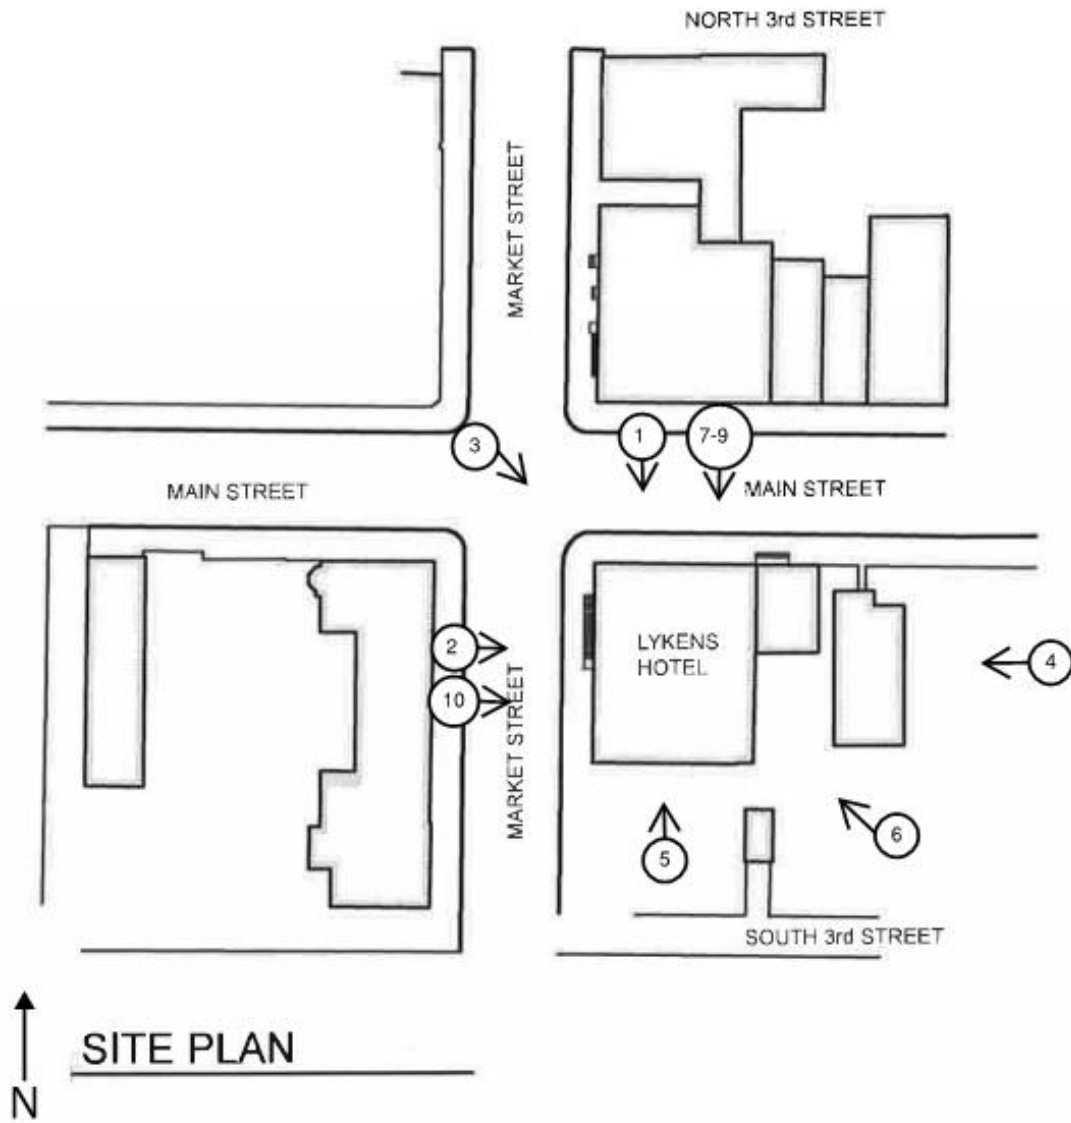 NORTH 3rd STREET
MARKET STREET
3
1
7-9
MAIN STREET
MAIN STREET
2
LYKENS
HOTEL
4
10
MARKET STREET
6
5
SOUTH 3rd STREET
SITE PLAN
N